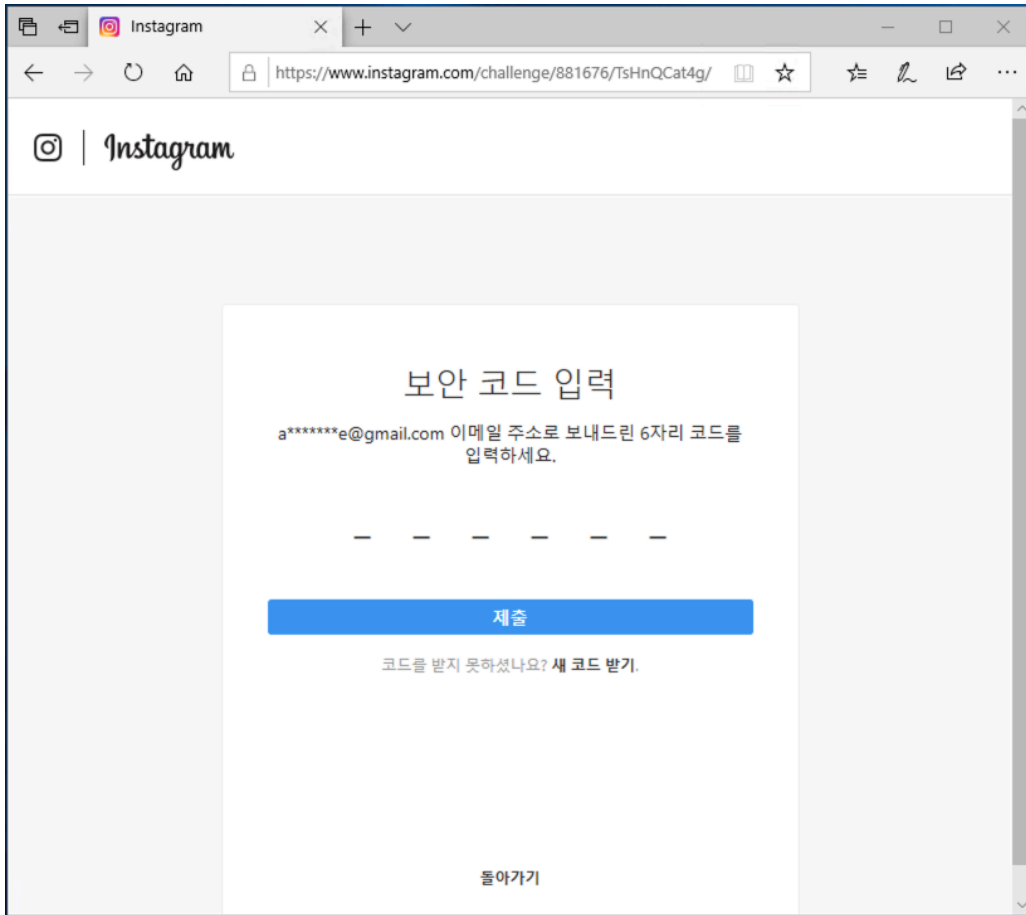 Instagram
https://www.instagram.com/challenge/881676/TsHnQCat4g/
Instagram
보안 코드 입력
a*******e@gmail.com 이메일 주소로 보내드린 6자리 코드를
입력하세요.
제출
코드를 받지 못하셨나요? 새 코드 받기.
돌아가기